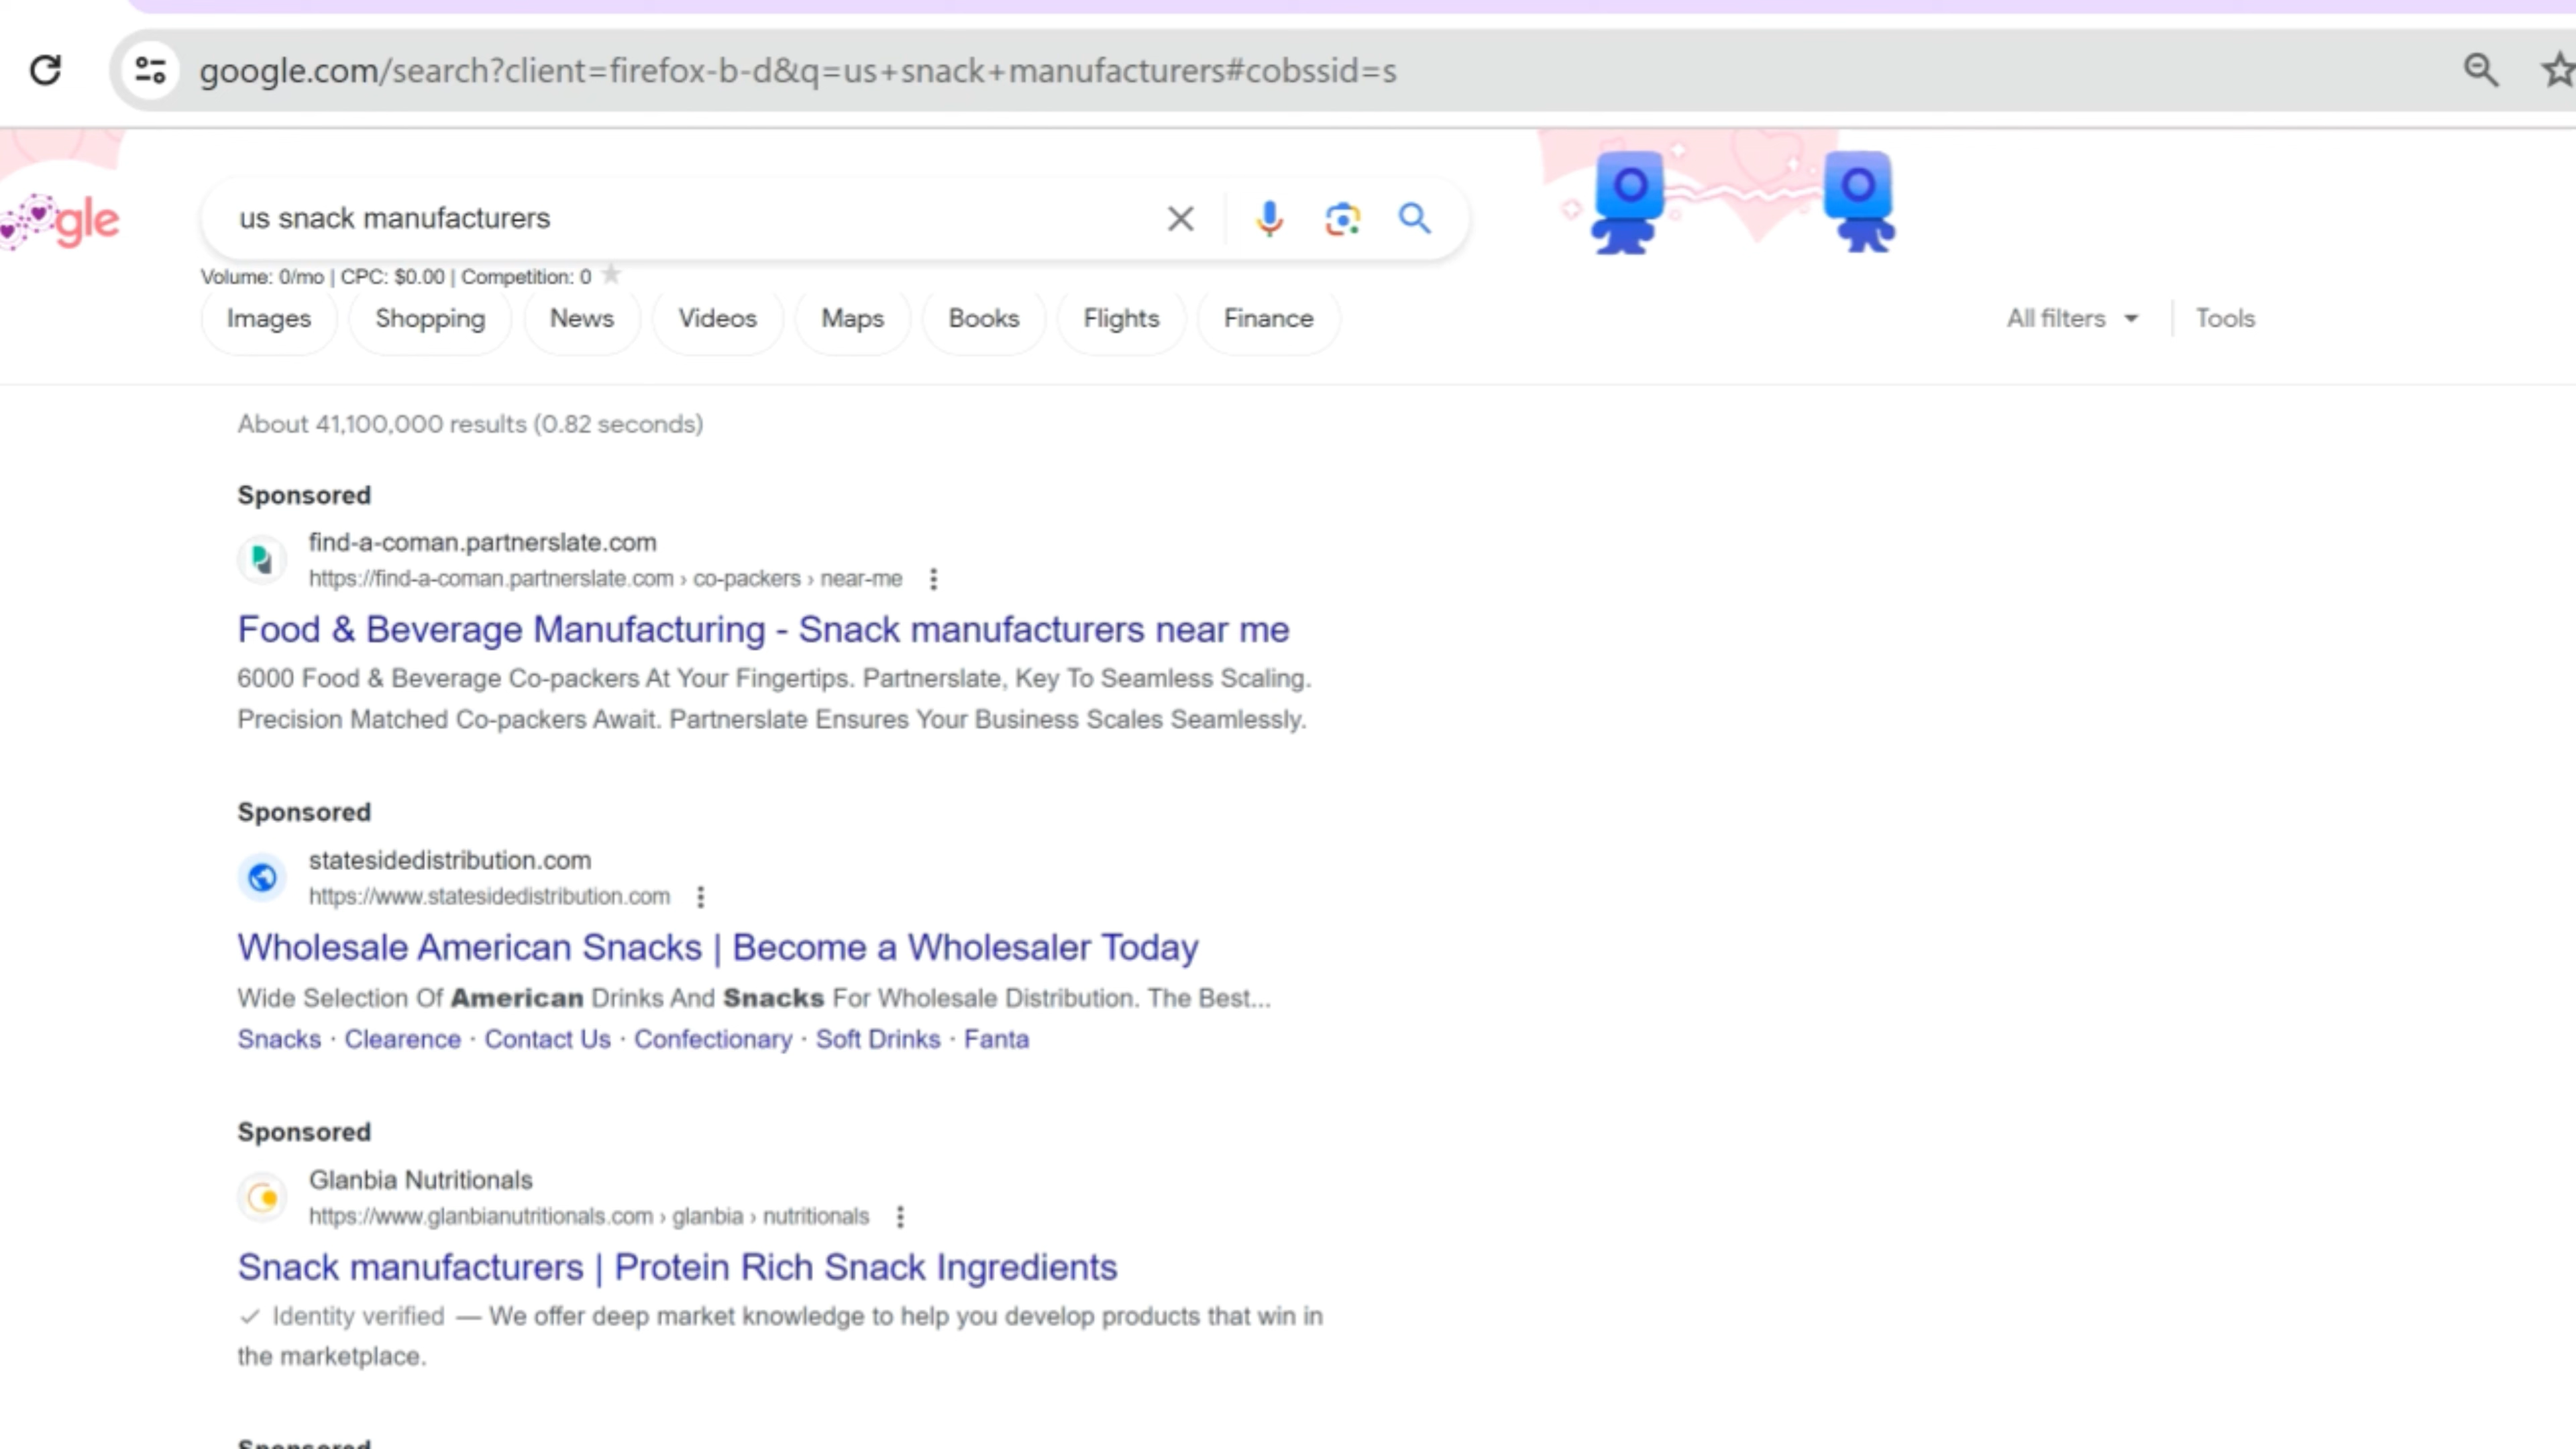 google.com/search?client=firefox-b-d&q=us+snack+manufacturers#cobssid=s
gle
us snack manufacturers
Volume: 0/mo | CPC: $0.00 | Competition: 0
Images Shopping News Videos Maps Books Flights Finance All filters Tools
About 41,100,000 results (0.82 seconds)
Sponsored
find-a-coman.partnerslate.com
https://find-a-coman.partnerslate.com › co-packers › near-me
Food & Beverage Manufacturing - Snack manufacturers near me
6000 Food & Beverage Co-packers At Your Fingertips. Partnerslate, Key To Seamless Scaling.
Precision Matched Co-packers Await. Partnerslate Ensures Your Business Scales Seamlessly.
Sponsored
statesidedistribution.com
https://www.statesidedistribution.com
Wholesale American Snacks | Become a Wholesaler Today
Wide Selection Of American Drinks And Snacks For Wholesale Distribution. The Best...
Snacks · Clearence · Contact Us · Confectionary · Soft Drinks · Fanta
Sponsored
Glanbia Nutritionals
https://www.glanbianutritionals.com › glanbia › nutritionals
Snack manufacturers | Protein Rich Snack Ingredients
✓ Identity verified — We offer deep market knowledge to help you develop products that win in
the marketplace.
Sponsored